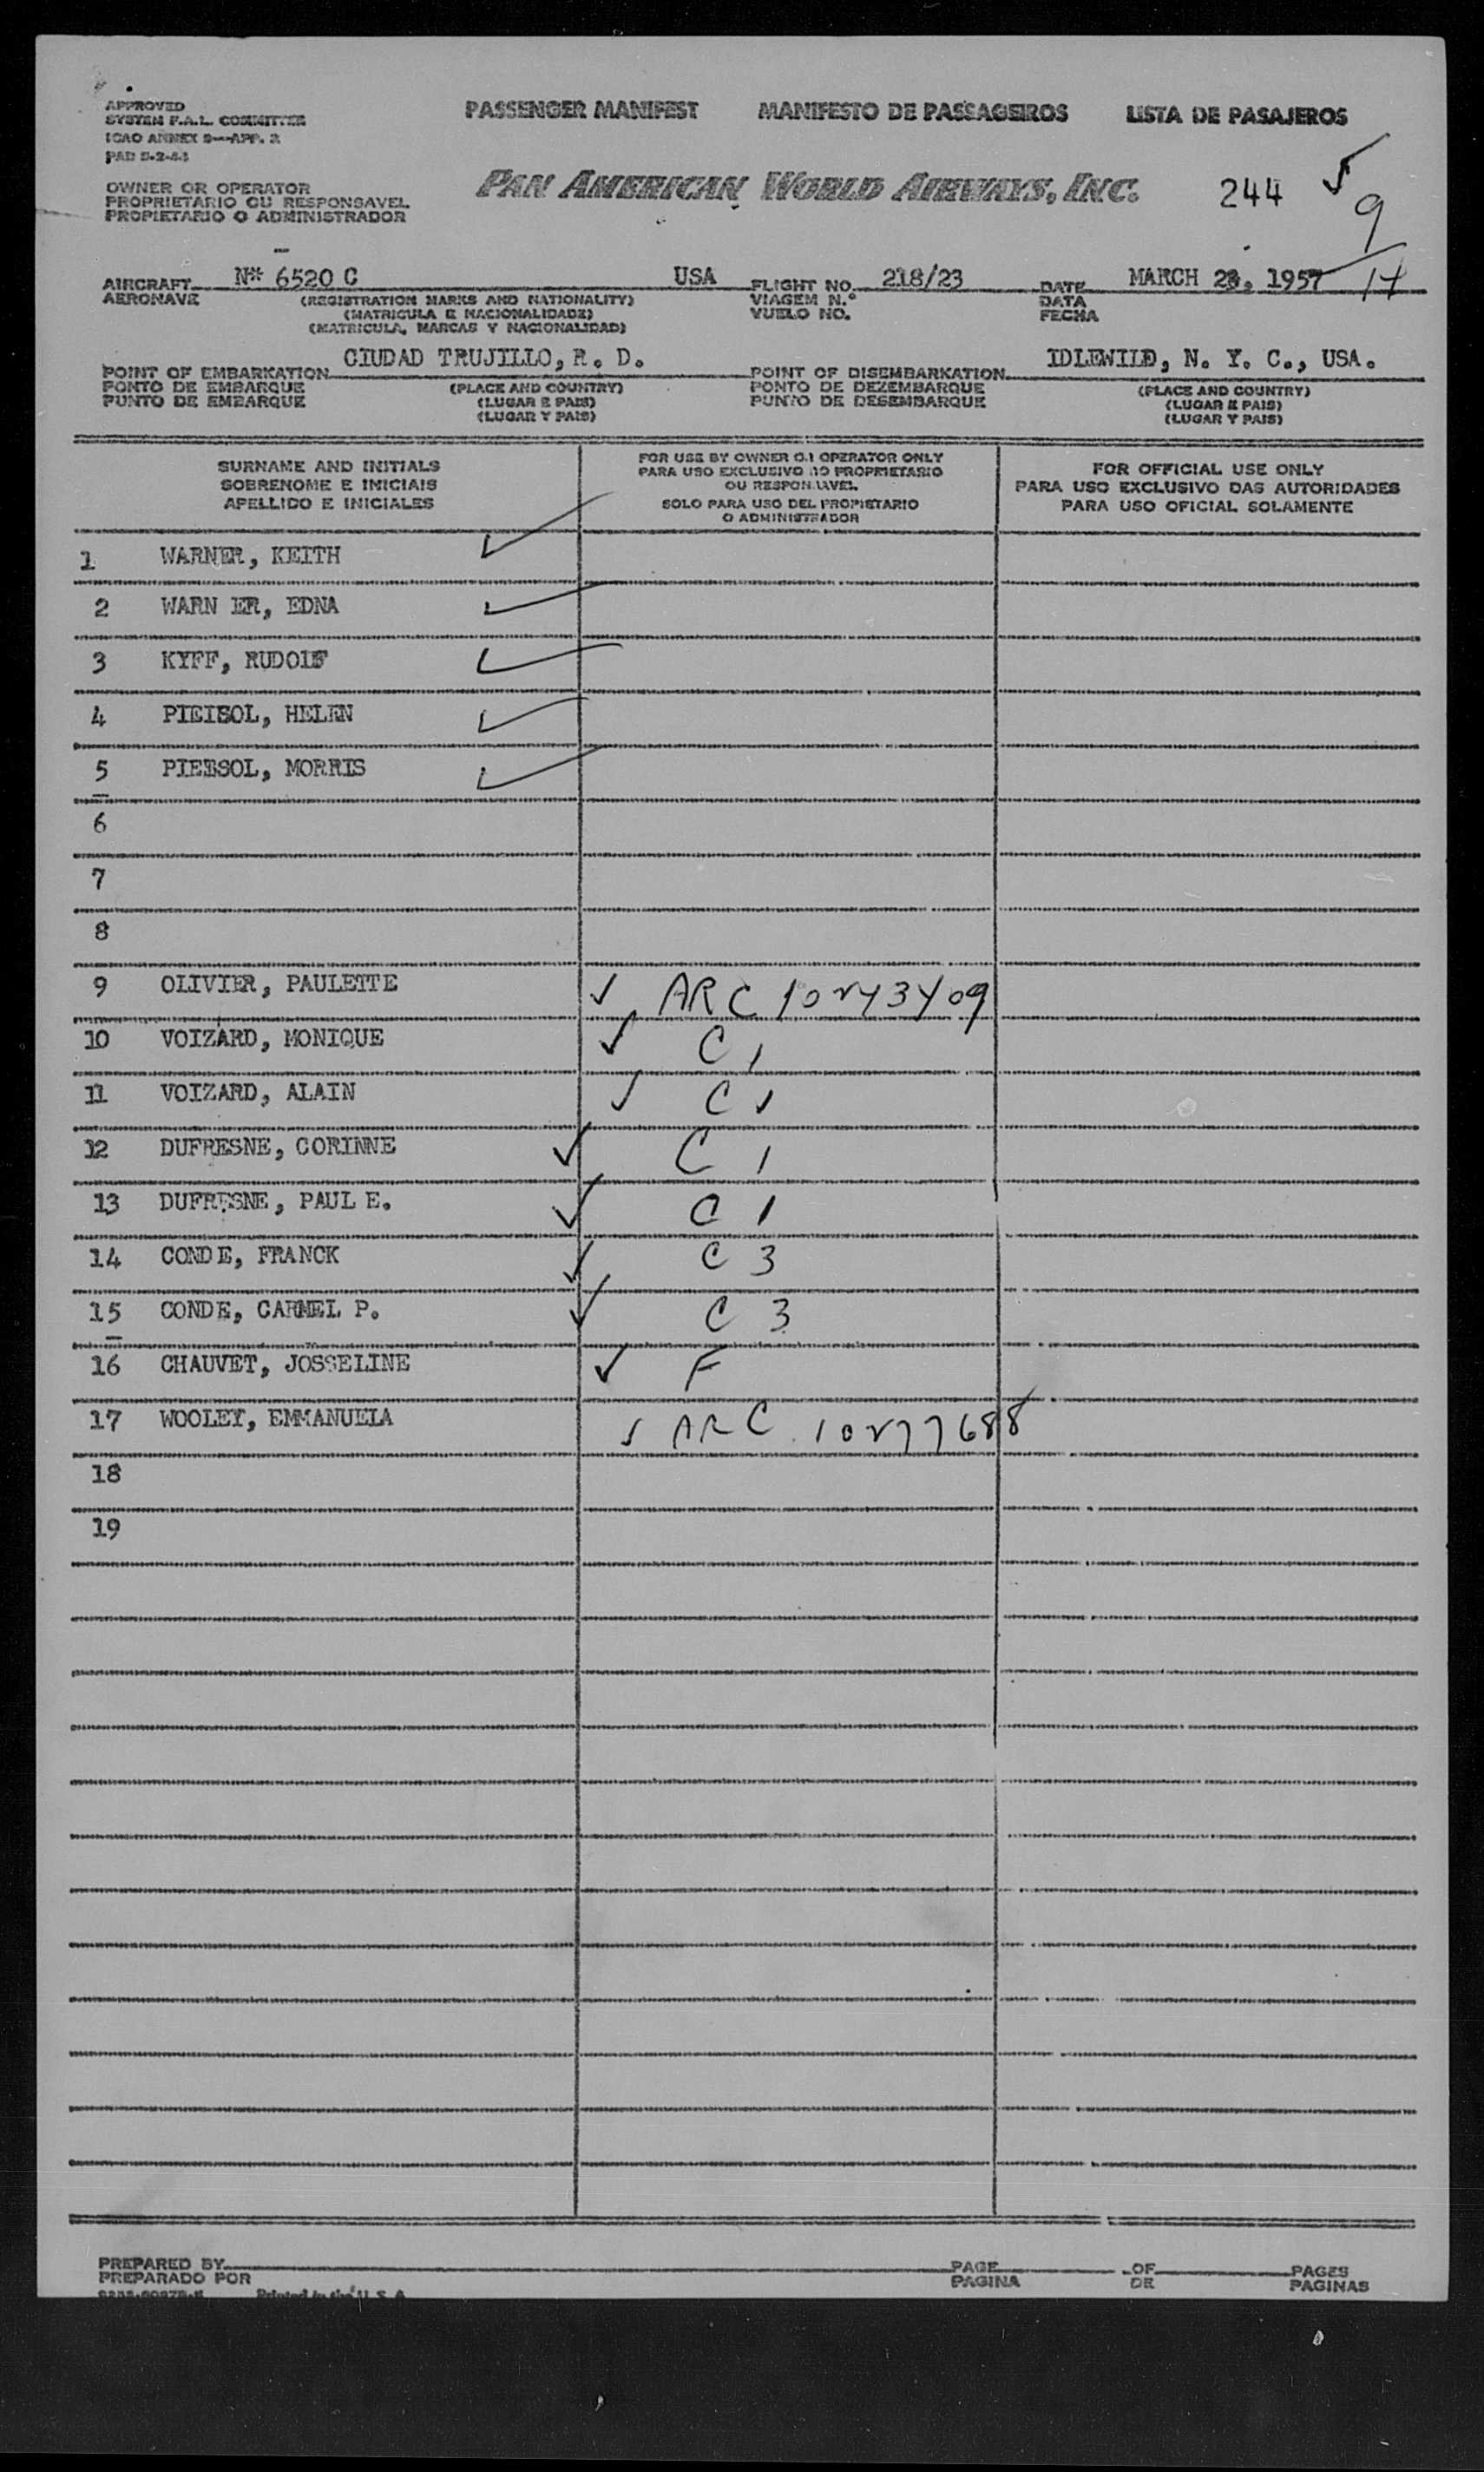 APPROVED
SYSTEM F.A.L. COMMITTEE
ICAO ANNEX 9—APP. 2
PASSENGER MANIFEST MANIFESTO DE PASSAGEIROS LISTA DE PASAJEROS
OWNER OR OPERATOR
PROPRIETARIO OU RESPONSAVEL
PROPIETARIO O ADMINISTRADOR
PAN AMERICAN WORLD AIRWAYS, INC.
244 5
9
14
AIRCRAFT N** 6520 C USA FLIGHT NO. 218/23 DATE MARCH 1957
AERONAVE (REGISTRATION MARKS AND NATIONALITY) VIAGEM N.° DATA
(MATRICULA E NACIONALIDADE) VUELO NO. FECHA
(MATRICULA, MARCAS Y NACIONALIDAD)
POINT OF EMBARKATION CIUDAD TRUJILLO, R. D. POINT OF DISEMBARKATION IDLEWILD, N. Y. C., USA.
PONTO DE EMBARQUE (PLACE AND COUNTRY) PONTO DE DEZEMBARQUE (PLACE AND COUNTRY)
PUNTO DE EMBARQUE (LUGAR E PAIS) PUNTO DE DESEMBARQUE (LUGAR E PAIS)
(LUGAR Y PAIS) (LUGAR Y PAIS)
SURNAME AND INITIALS
SOBRENOME E INICIAIS
APELLIDO E INICIALES
FOR USE BY OWNER OR OPERATOR ONLY
PARA USO EXCLUSIVO DO PROPRIETARIO
OU RESPONSAVEL
SOLO PARA USO DEL PROPIETARIO
O ADMINISTRADOR
FOR OFFICIAL USE ONLY
PARA USO EXCLUSIVO DAS AUTORIDADES
PARA USO OFICIAL SOLAMENTE
1 WARNER, KEITH
2 WARN ER, EDNA
3 KYFF, RUDOLF
4 HELEN
5 MORRIS
6
7
8
9 OLIVIER, PAULETTE ARC
10 VOIZARD, MONIQUE C 1
11 VOIZARD, ALAIN C 1
12 DUFRESNE, CORINNE C 1
13 DUFRESNE, PAUL E. C 1
14 CONDE, FRANCK C 3
15 CONDE, CARMEL P. C 3
16 CHAUVET, JOSSELINE F
17 WOOLEY, EMMANUELA ARC 10277688
18
19
PREPARED BY PAGE OF PAGES
PREPARADO POR PAGINA DE PAGINAS
Printed in the U. S. A.